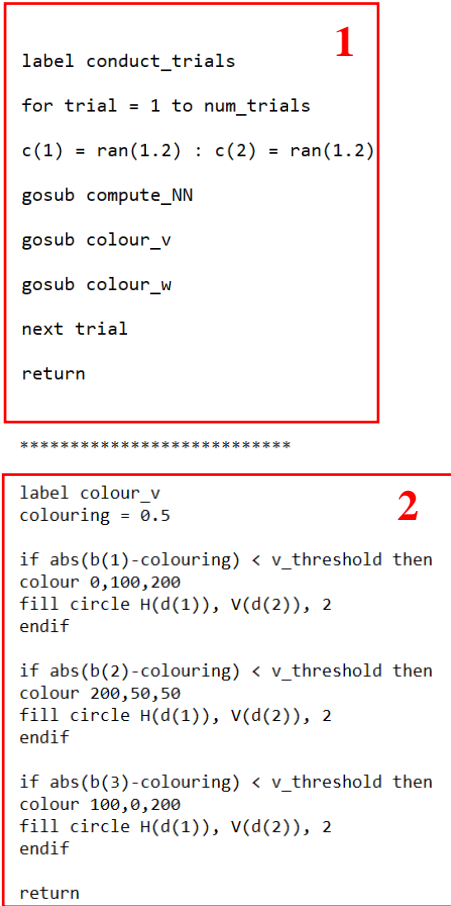 1
label conduct_trials
for trial = 1 to num_trials
c(1) = ran(1.2) : c(2) = ran(1.2)
gosub compute_NN
gosub colour_v
gosub colour_w
next trial
return
***************************
2
label colour_v
colouring = 0.5
if abs(b(1)-colouring) < v_threshold then
colour 0,100,200
fill circle H(d(1)), V(d(2)), 2
endif
if abs(b(2)-colouring) < v_threshold then
colour 200,50,50
fill circle H(d(1)), V(d(2)), 2
endif
if abs(b(3)-colouring) < v_threshold then
colour 100,0,200
fill circle H(d(1)), V(d(2)), 2
endif
return